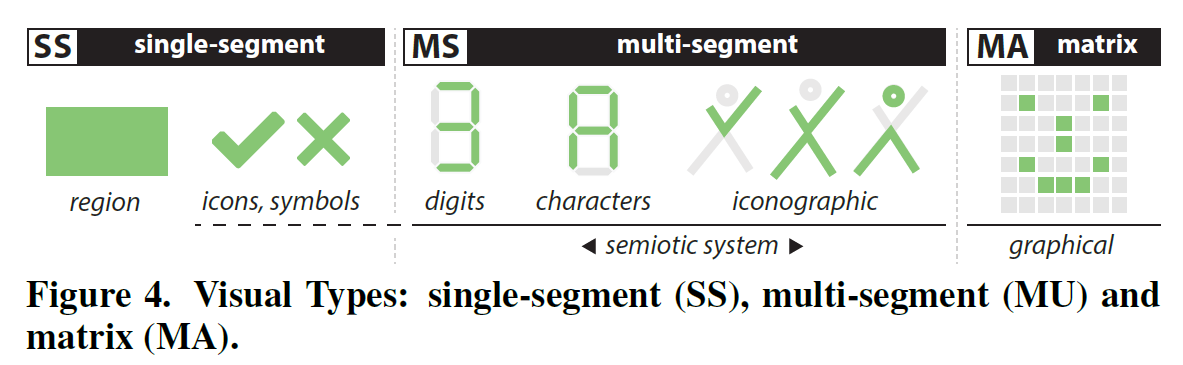 SS single-segment MS multi-segment MA matrix
region icons, symbols digits characters iconographic
◄ semiotic system ► graphical
Figure 4. Visual Types: single-segment (SS), multi-segment (MU) and
matrix (MA).